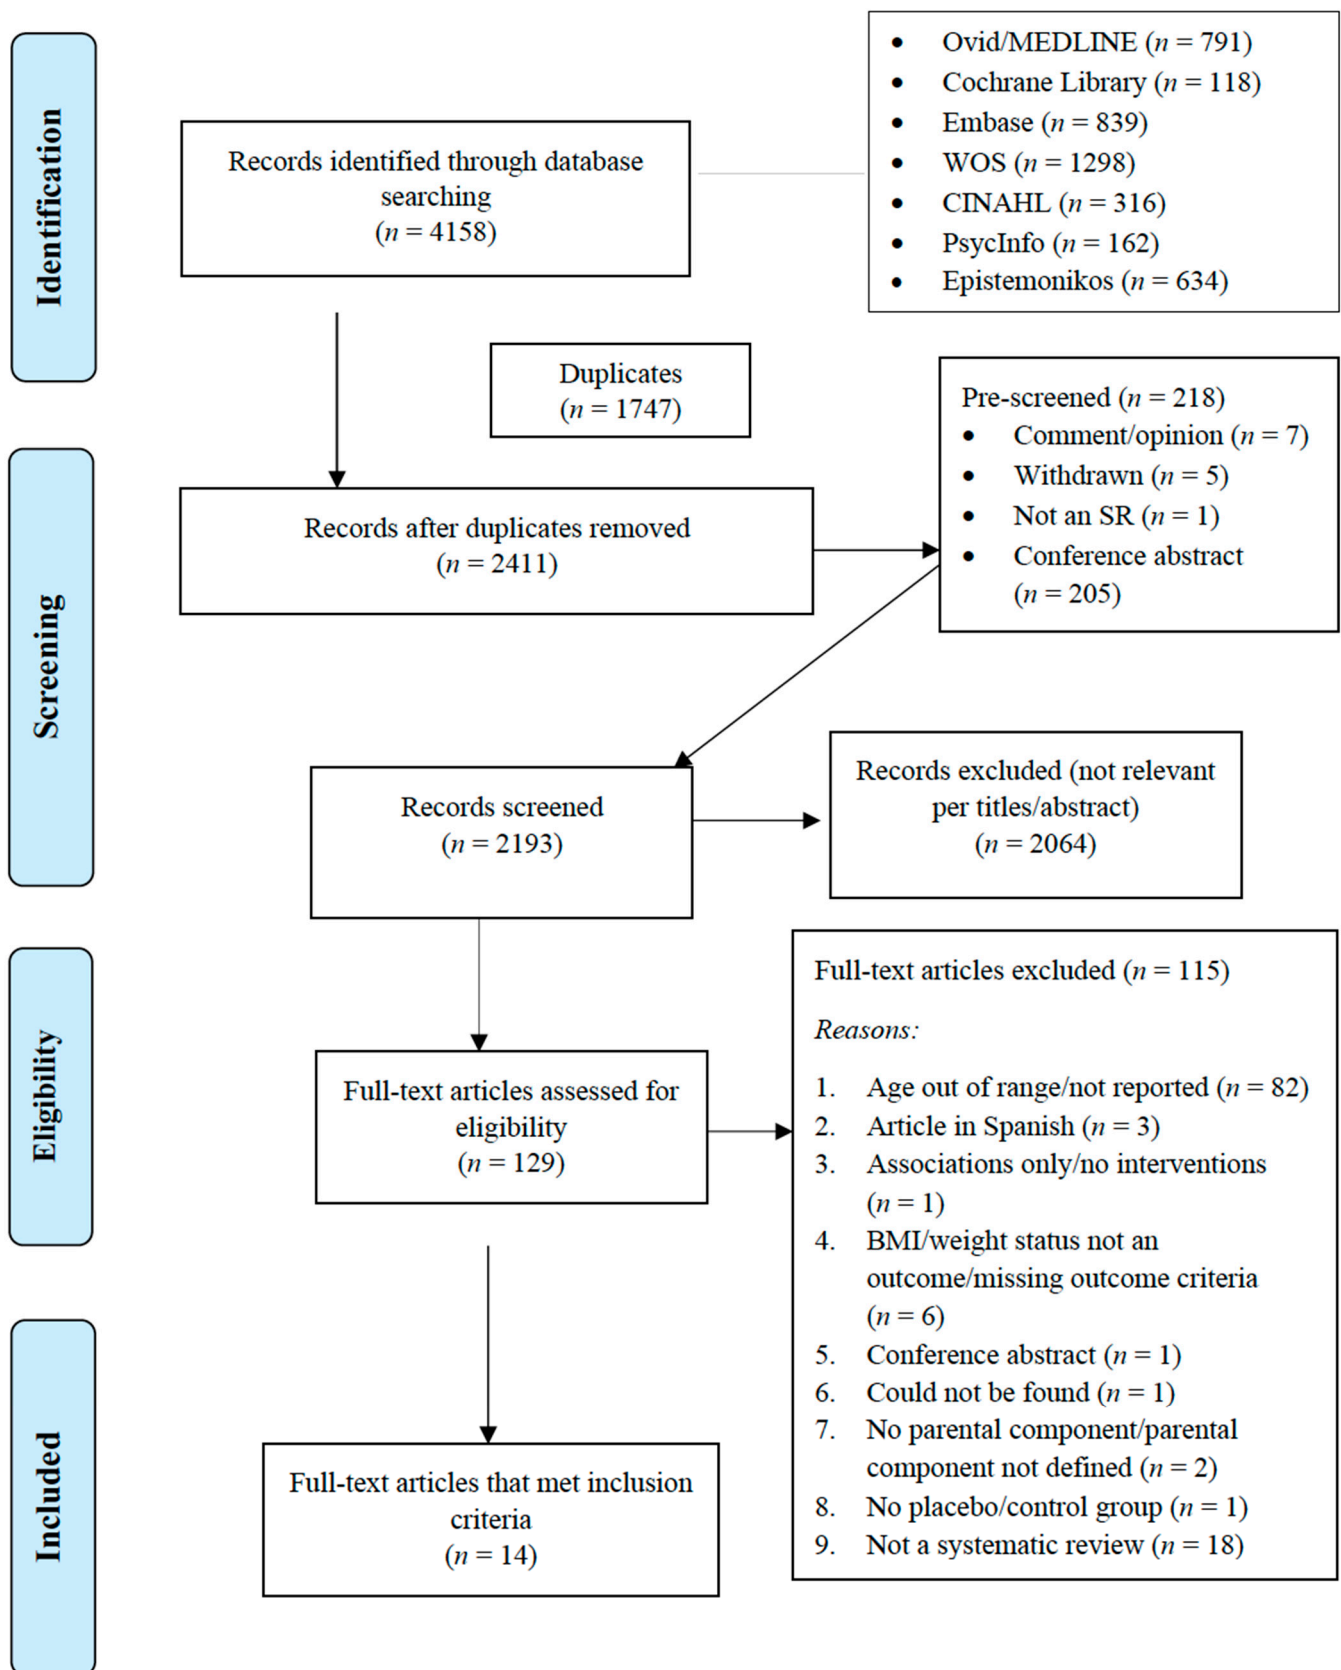 Identification
Records identified through database
searching
(n = 4158)
• Ovid/MEDLINE (n = 791)
• Cochrane Library (n = 118)
• Embase (n = 839)
• WOS (n = 1298)
• CINAHL (n = 316)
• PsycInfo (n = 162)
• Epistemonikos (n = 634)
Duplicates
(n = 1747)
Screening
Records after duplicates removed
(n = 2411)
Pre-screened (n = 218)
• Comment/opinion (n = 7)
• Withdrawn (n = 5)
• Not an SR (n = 1)
• Conference abstract
(n = 205)
Records screened
(n = 2193)
Records excluded (not relevant
per titles/abstract)
(n = 2064)
Eligibility
Full-text articles assessed for
eligibility
(n = 129)
Full-text articles excluded (n = 115)
Reasons:
1. Age out of range/not reported (n = 82)
2. Article in Spanish (n = 3)
3. Associations only/no interventions
(n = 1)
4. BMI/weight status not an
outcome/missing outcome criteria
(n = 6)
5. Conference abstract (n = 1)
6. Could not be found (n = 1)
7. No parental component/parental
component not defined (n = 2)
8. No placebo/control group (n = 1)
9. Not a systematic review (n = 18)
Included
Full-text articles that met inclusion
criteria
(n = 14)